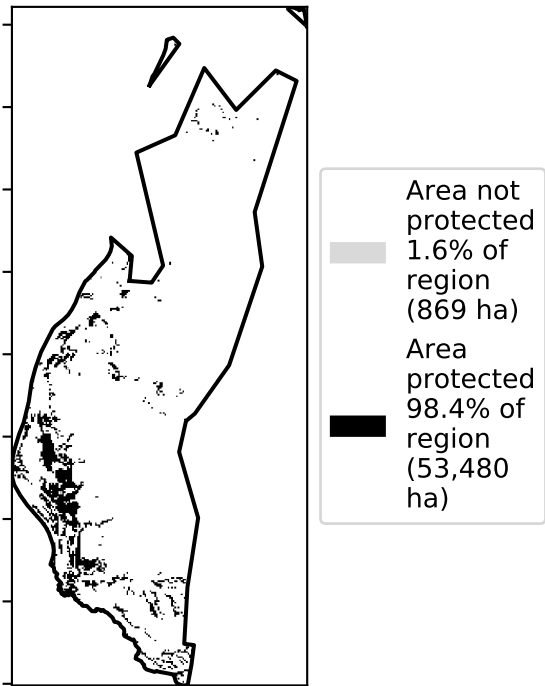 Area not
protected
1.6% of
region
(869 ha)
Area
protected
98.4% of
region
(53,480
ha)